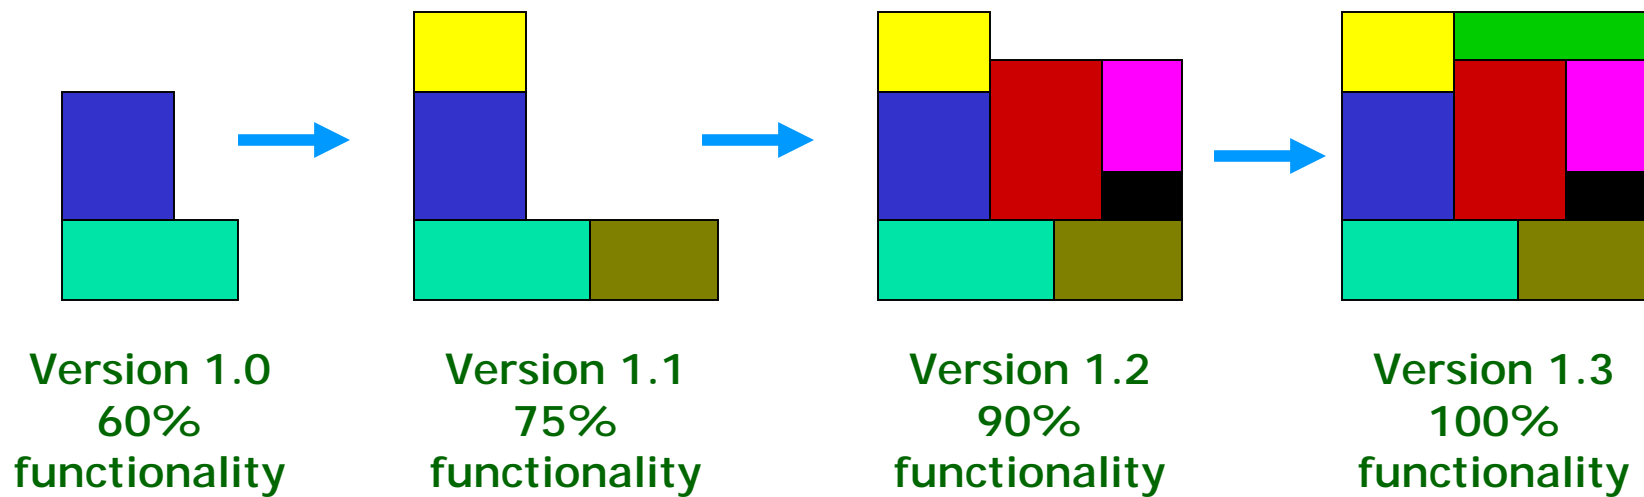 Version 1.0
60%
functionality
Version 1.1
75%
functionality
Version 1.2
90%
functionality
Version 1.3
100%
functionality